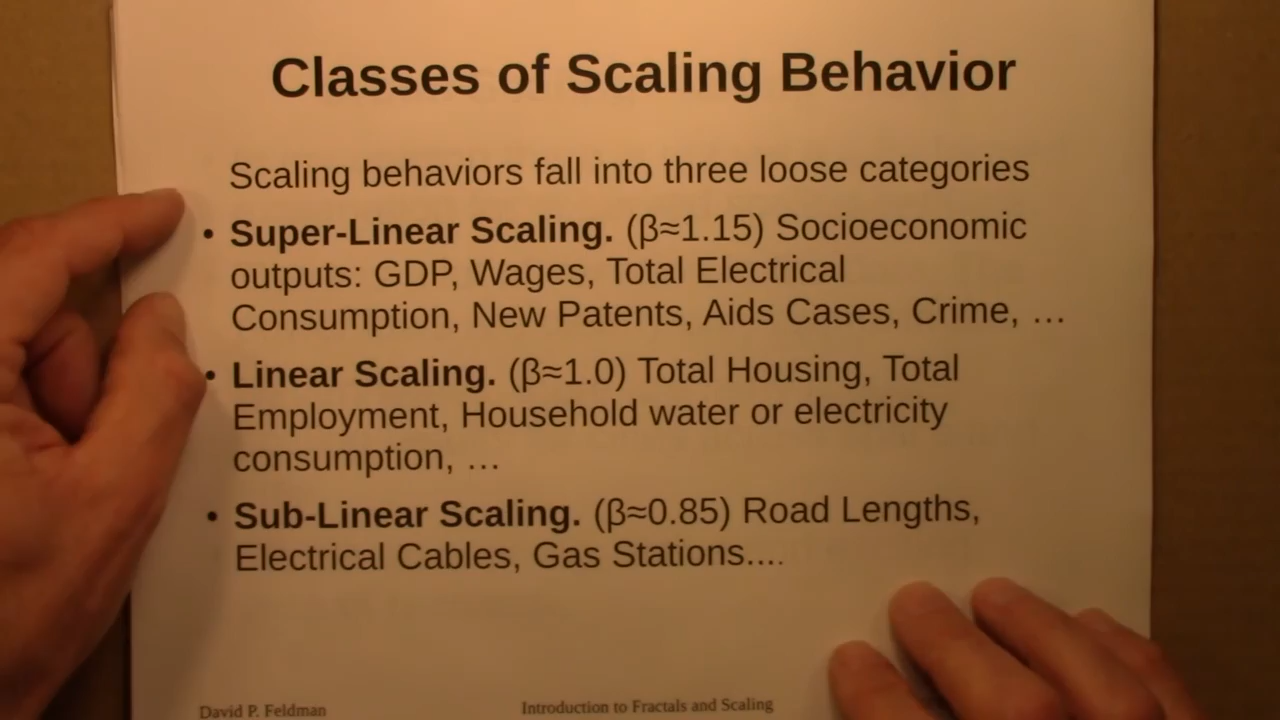 Classes of Scaling Behavior
Scaling behaviors fall into three loose categories
• Super-Linear Scaling. (β≈1.15) Socioeconomic
outputs: GDP, Wages, Total Electrical
Consumption, New Patents, Aids Cases, Crime, …
• Linear Scaling. (β≈1.0) Total Housing, Total
Employment, Household water or electricity
consumption, …
• Sub-Linear Scaling. (β≈0.85) Road Lengths,
Electrical Cables, Gas Stations....
David P. Feldman
Introduction to Fractals and Scaling